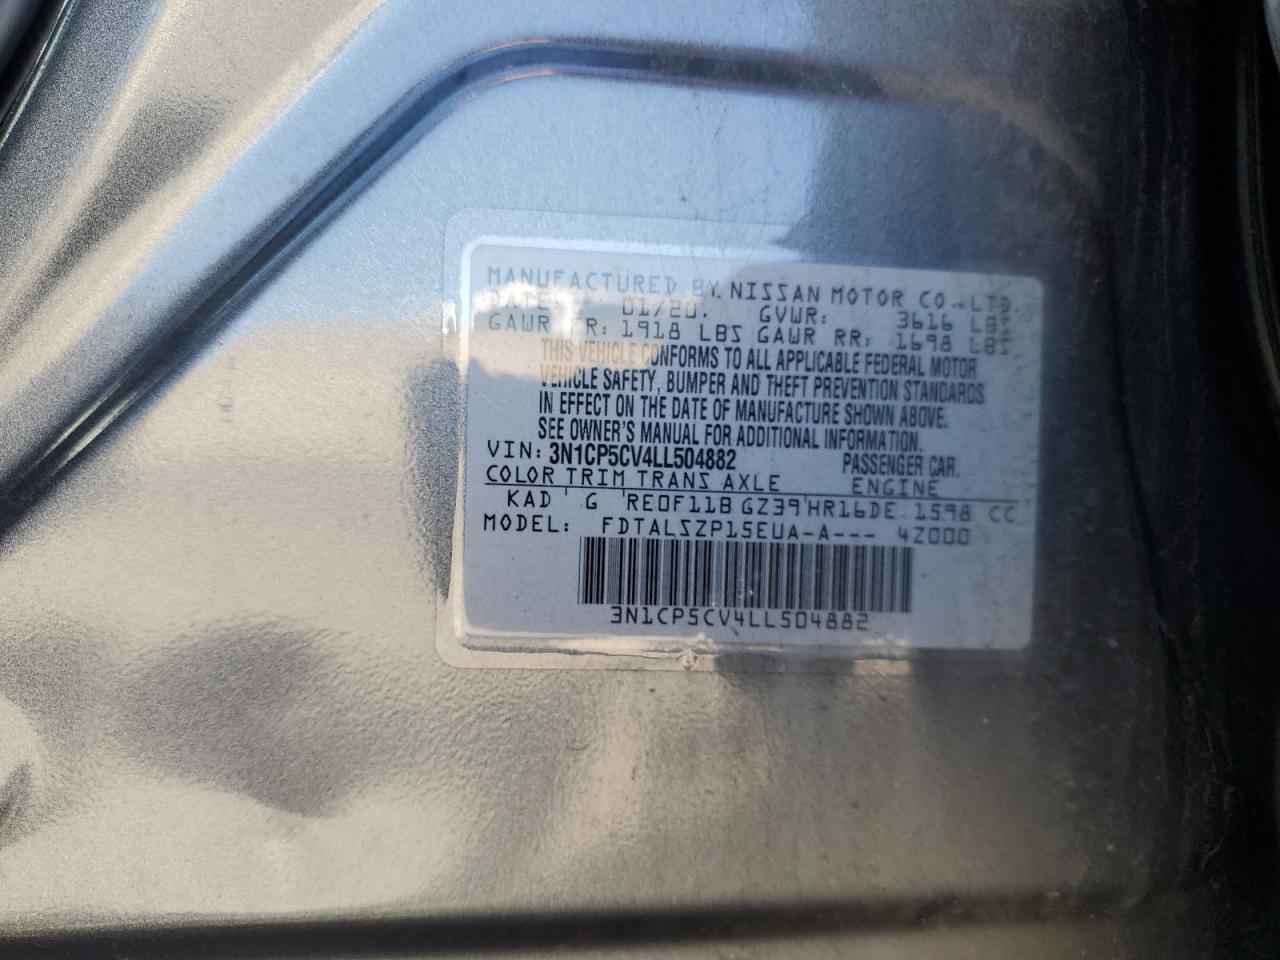 MANUFACTURED BY NISSAN MOTOR CO.,LTD.
DATE: 01/20. GVWR: 3616 LBS
GAWR FR: 1918 LBS GAWR RR: 1698 LBS
THIS VEHICLE CONFORMS TO ALL APPLICABLE FEDERAL MOTOR
VEHICLE SAFETY, BUMPER AND THEFT PREVENTION STANDARDS
IN EFFECT ON THE DATE OF MANUFACTURE SHOWN ABOVE.
SEE OWNER'S MANUAL FOR ADDITIONAL INFORMATION.
VIN: 3N1CP5CV4LL504882 PASSENGER CAR.
COLOR TRIM TRANS AXLE ENGINE
KAD G RE0F11B GZ39 HR16DE 1598 CC
MODEL: FDTALSZP15EUA-A--- 4Z000
3N1CP5CV4LL504882